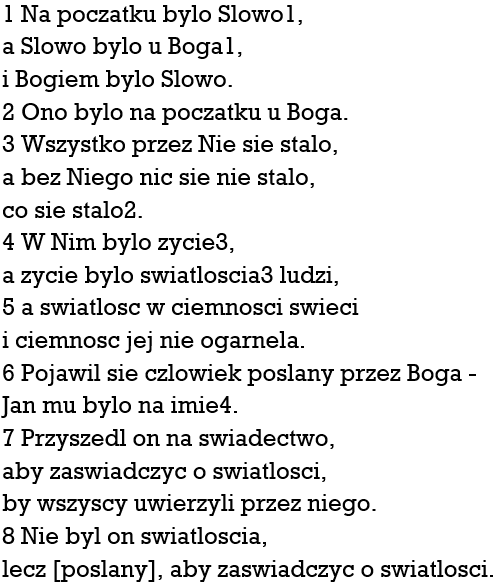 1 Na poczatku bylo Slowo1,
a Slowo bylo u Boga1,
i Bogiem bylo Slowo.
2 Ono bylo na poczatku u Boga.
3 Wszystko przez Nie sie stalo,
a bez Niego nic sie nie stalo,
co sie stalo2.
4 W Nim bylo zycie3,
a zycie bylo swiatloscia3 ludzi,
5 a swiatlosc w ciemnosci swieci
i ciemnosc jej nie ogarnela.
6 Pojawil sie czlowiek poslany przez Boga -
Jan mu bylo na imie4.
7 Przyszedl on na swiadectwo,
aby zaswiadczyc o swiatlosci,
by wszyscy uwierzyli przez niego.
8 Nie byl on swiatloscia,
lecz [poslany], aby zaswiadczyc o swiatlosci.